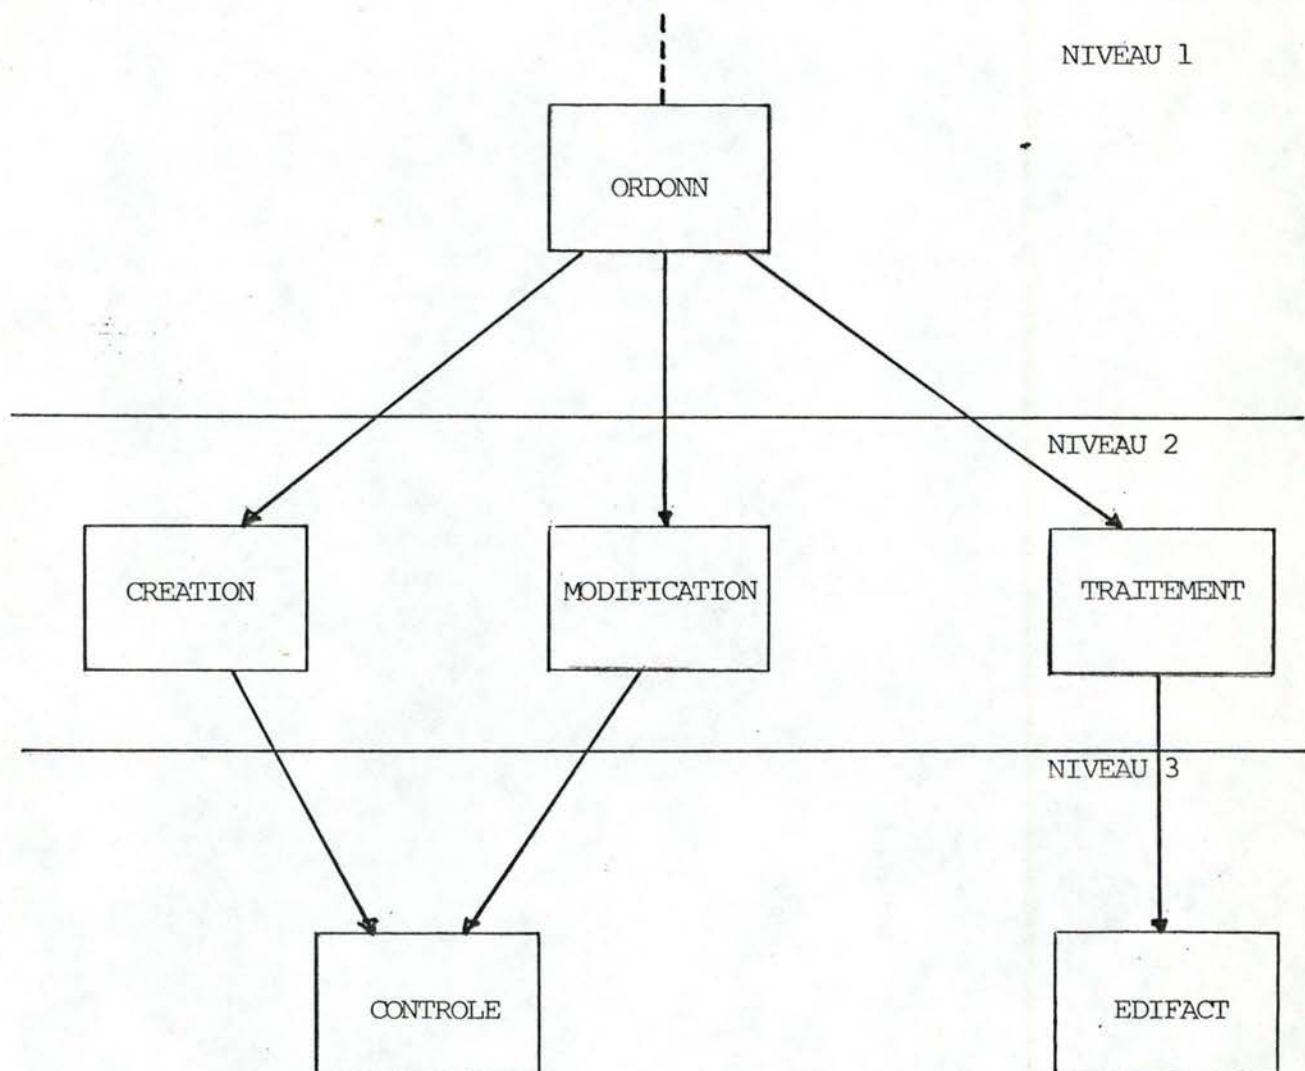 NIVEAU 1
ORDONN
NIVEAU 2
CREATION
MODIFICATION
TRAITEMENT
NIVEAU 3
CONTROLE
EDIFACT